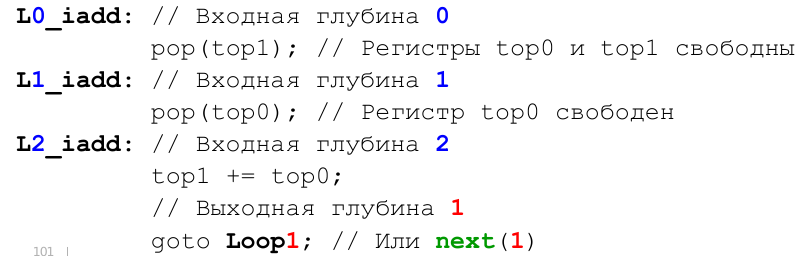 L0_iadd: // Входная глубина 0
pop(top1); // Регистры top0 и top1 свободны
L1_iadd: // Входная глубина 1
pop(top0); // Регистр top0 свободен
L2_iadd: // Входная глубина 2
top1 += top0;
// Выходная глубина 1
goto Loop1; // Или next(1)
101 |